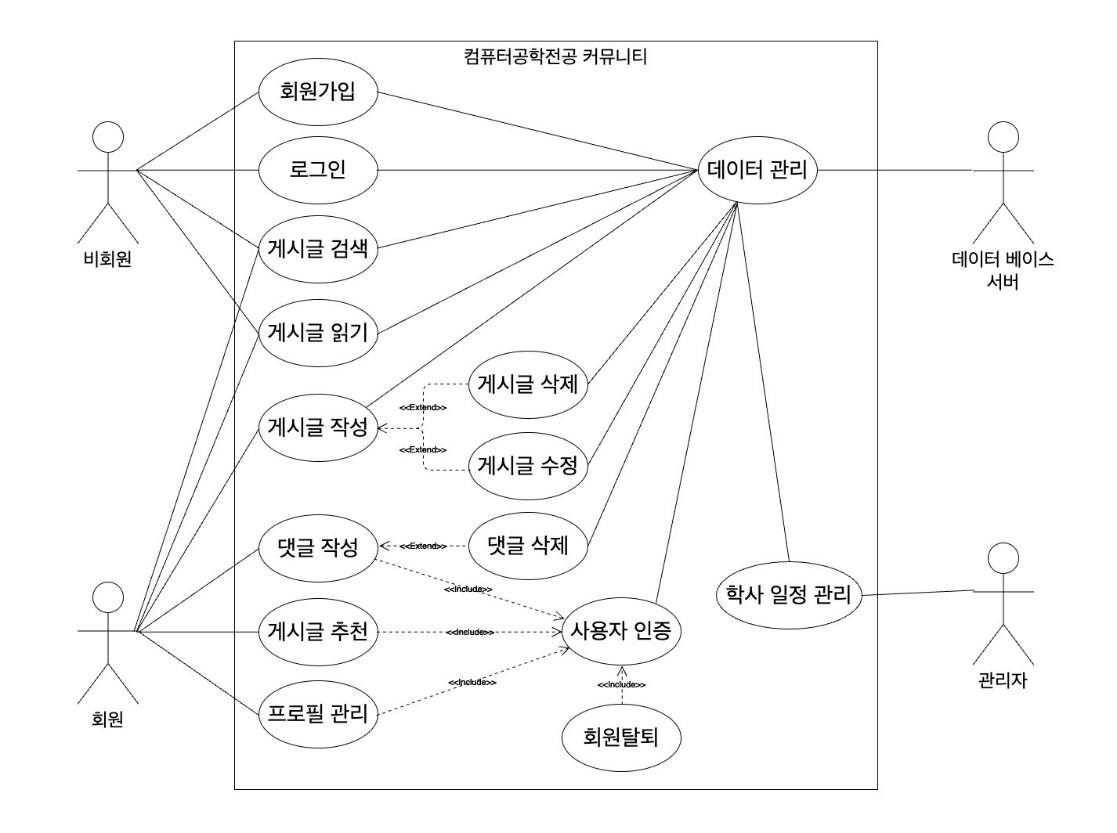 컴퓨터공학전공 커뮤니티
회원가입
로그인
데이터 관리
게시글 검색
비회원
데이터 베이스
서버
게시글 읽기
게시글 삭제
<<Extend>>
게시글 작성
<<Extend>>
게시글 수정
댓글 작성
<<Extend>>
댓글 삭제
<<Include>>
학사 일정 관리
게시글 추천
<<Include>>
사용자 인증
관리자
<<Include>>
<<Include>>
프로필 관리
회원
회원탈퇴